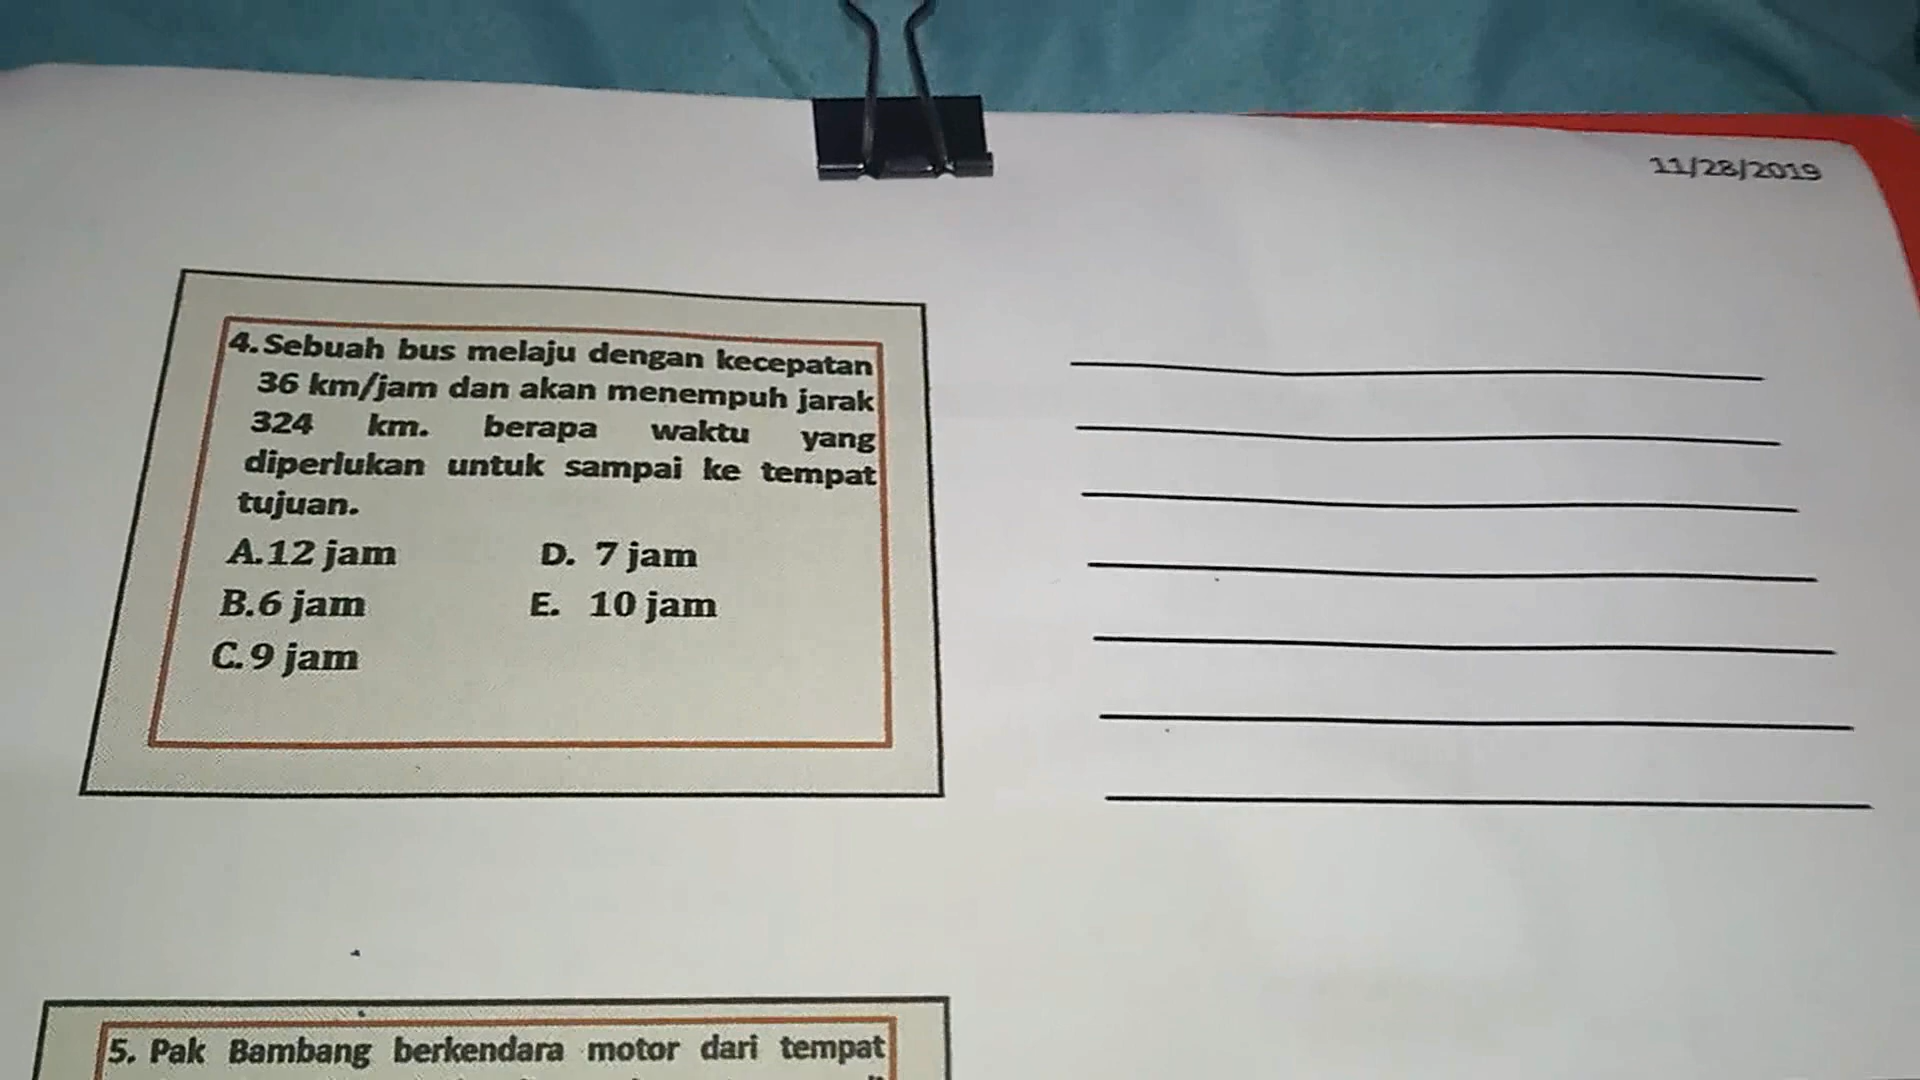 11/28/2019
4. Sebuah bus melaju dengan kecepatan
36 km/jam dan akan menempuh jarak
324 km. berapa waktu yang
diperlukan untuk sampai ke tempat
tujuan.
A.12 jam D. 7 jam
B.6 jam E. 10 jam
C.9 jam
5. Pak Bambang berkendara motor dari tempat